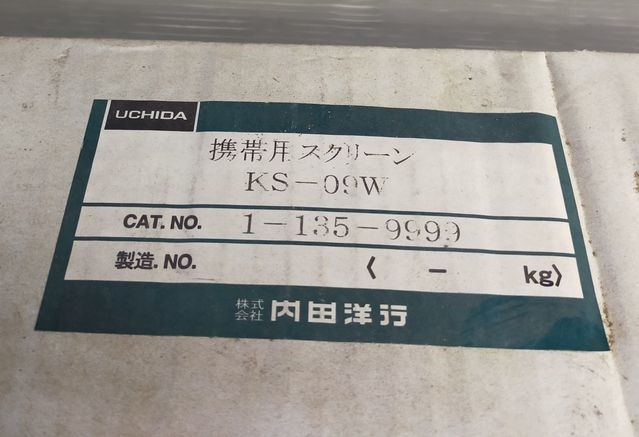 UCHIDA
携帯用スクリーン
KS-09W
CAT. NO. 1-135-9999
製造. NO. 〈 - kg〉
株式会社 内田洋行